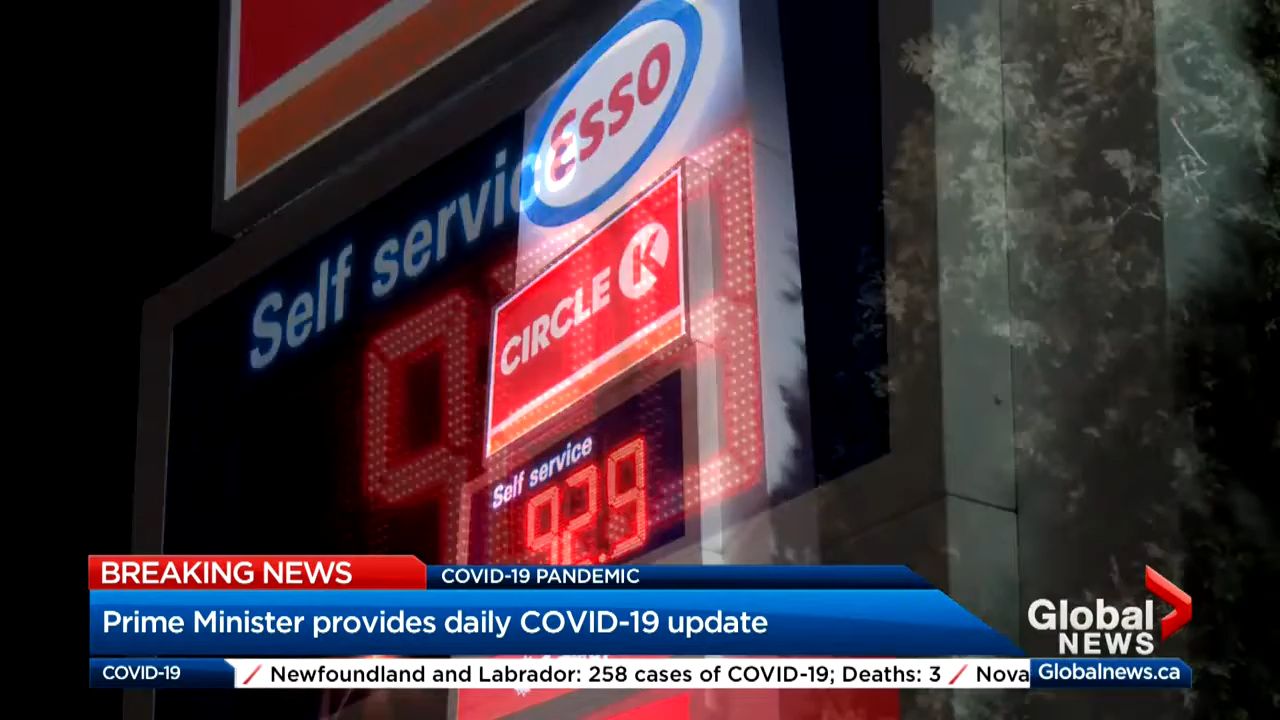 Esso
Self service
CIRCLE K
Self service
92.9
BREAKING NEWS
COVID-19 PANDEMIC
Prime Minister provides daily COVID-19 update
Global
NEWS
COVID-19
Newfoundland and Labrador: 258 cases of COVID-19; Deaths: 3 / Nova
Globalnews.ca